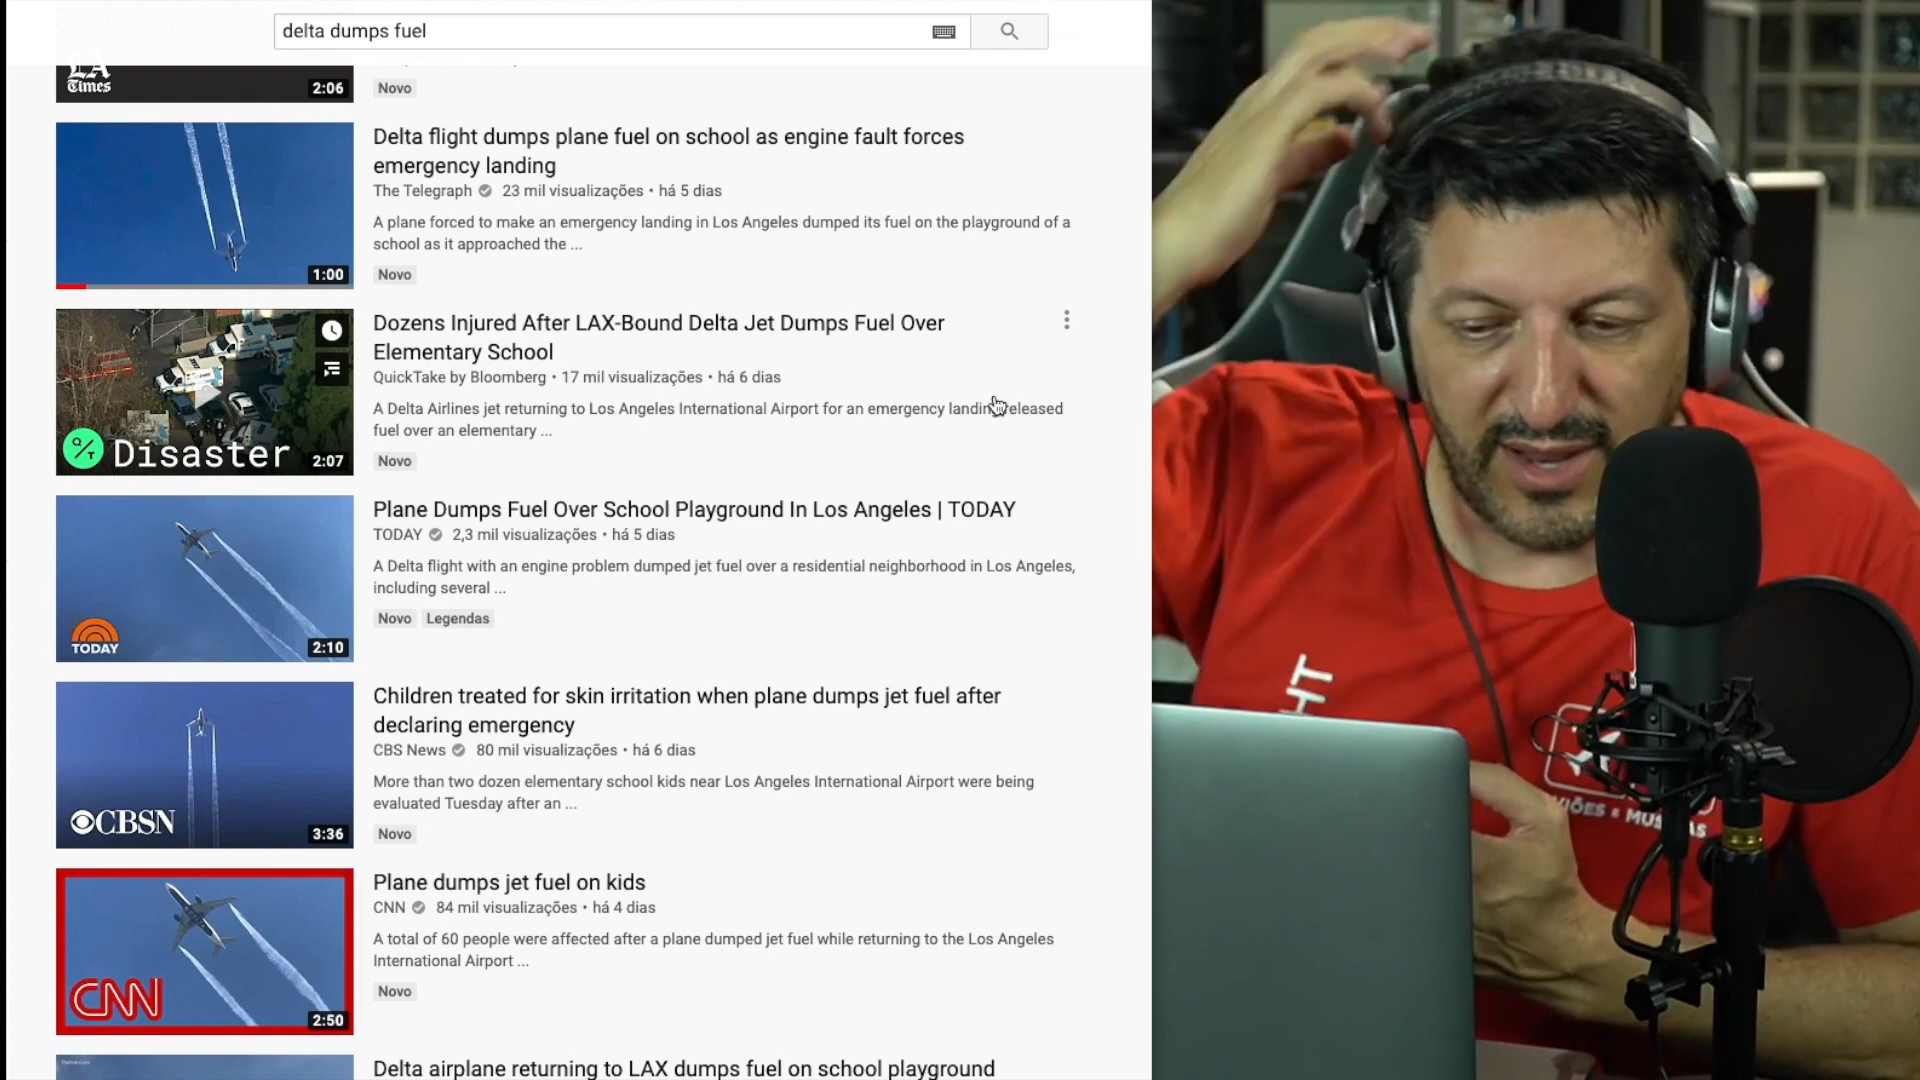 delta dumps fuel
LA
Times
2:06
Novo
Delta flight dumps plane fuel on school as engine fault forces
emergency landing
The Telegraph 23 mil visualizações • há 5 dias
A plane forced to make an emergency landing in Los Angeles dumped its fuel on the playground of a
school as it approached the ...
Novo
1:00
Dozens Injured After LAX-Bound Delta Jet Dumps Fuel Over
Elementary School
QuickTake by Bloomberg • 17 mil visualizações • há 6 dias
A Delta Airlines jet returning to Los Angeles International Airport for an emergency landing released
fuel over an elementary ...
Novo
Disaster
2:07
Plane Dumps Fuel Over School Playground In Los Angeles | TODAY
TODAY 2,3 mil visualizações • há 5 dias
A Delta flight with an engine problem dumped jet fuel over a residential neighborhood in Los Angeles,
including several ...
Novo Legendas
TODAY
2:10
Children treated for skin irritation when plane dumps jet fuel after
declaring emergency
CBS News 80 mil visualizações • há 6 dias
More than two dozen elementary school kids near Los Angeles International Airport were being
evaluated Tuesday after an ...
Novo
CBSN
3:36
Plane dumps jet fuel on kids
CNN 84 mil visualizações • há 4 dias
A total of 60 people were affected after a plane dumped jet fuel while returning to the Los Angeles
International Airport ...
Novo
CNN
2:50
Delta airplane returning to LAX dumps fuel on school playground